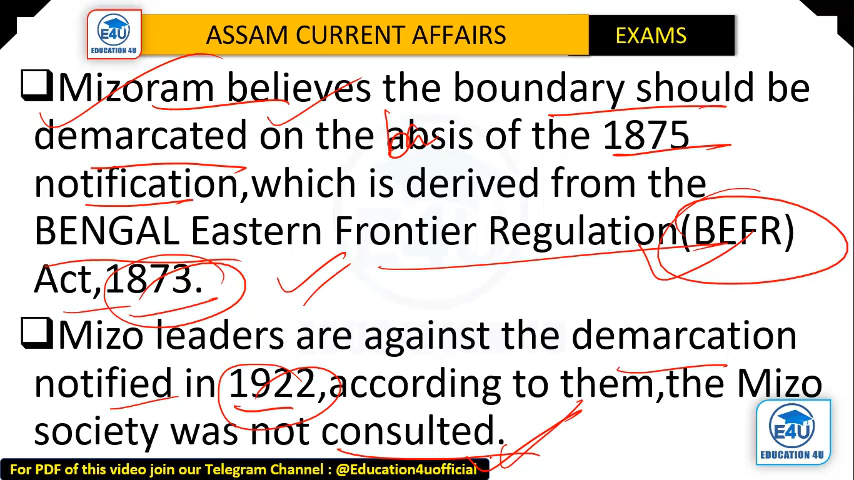 E4U
EDUCATION 4U
ASSAM CURRENT AFFAIRS
EXAMS
Mizoram believes the boundary should be
demarcated on the absis of the 1875
ba
notification,which is derived from the
BENGAL Eastern Frontier Regulation(BEFR)
Act,1873.
Mizo leaders are against the demarcation
notified in 1922,according to them,the Mizo
society was not consulted.
E4U
EDUCATION 4U
For PDF of this video join our Telegram Channel : @Education4uofficial